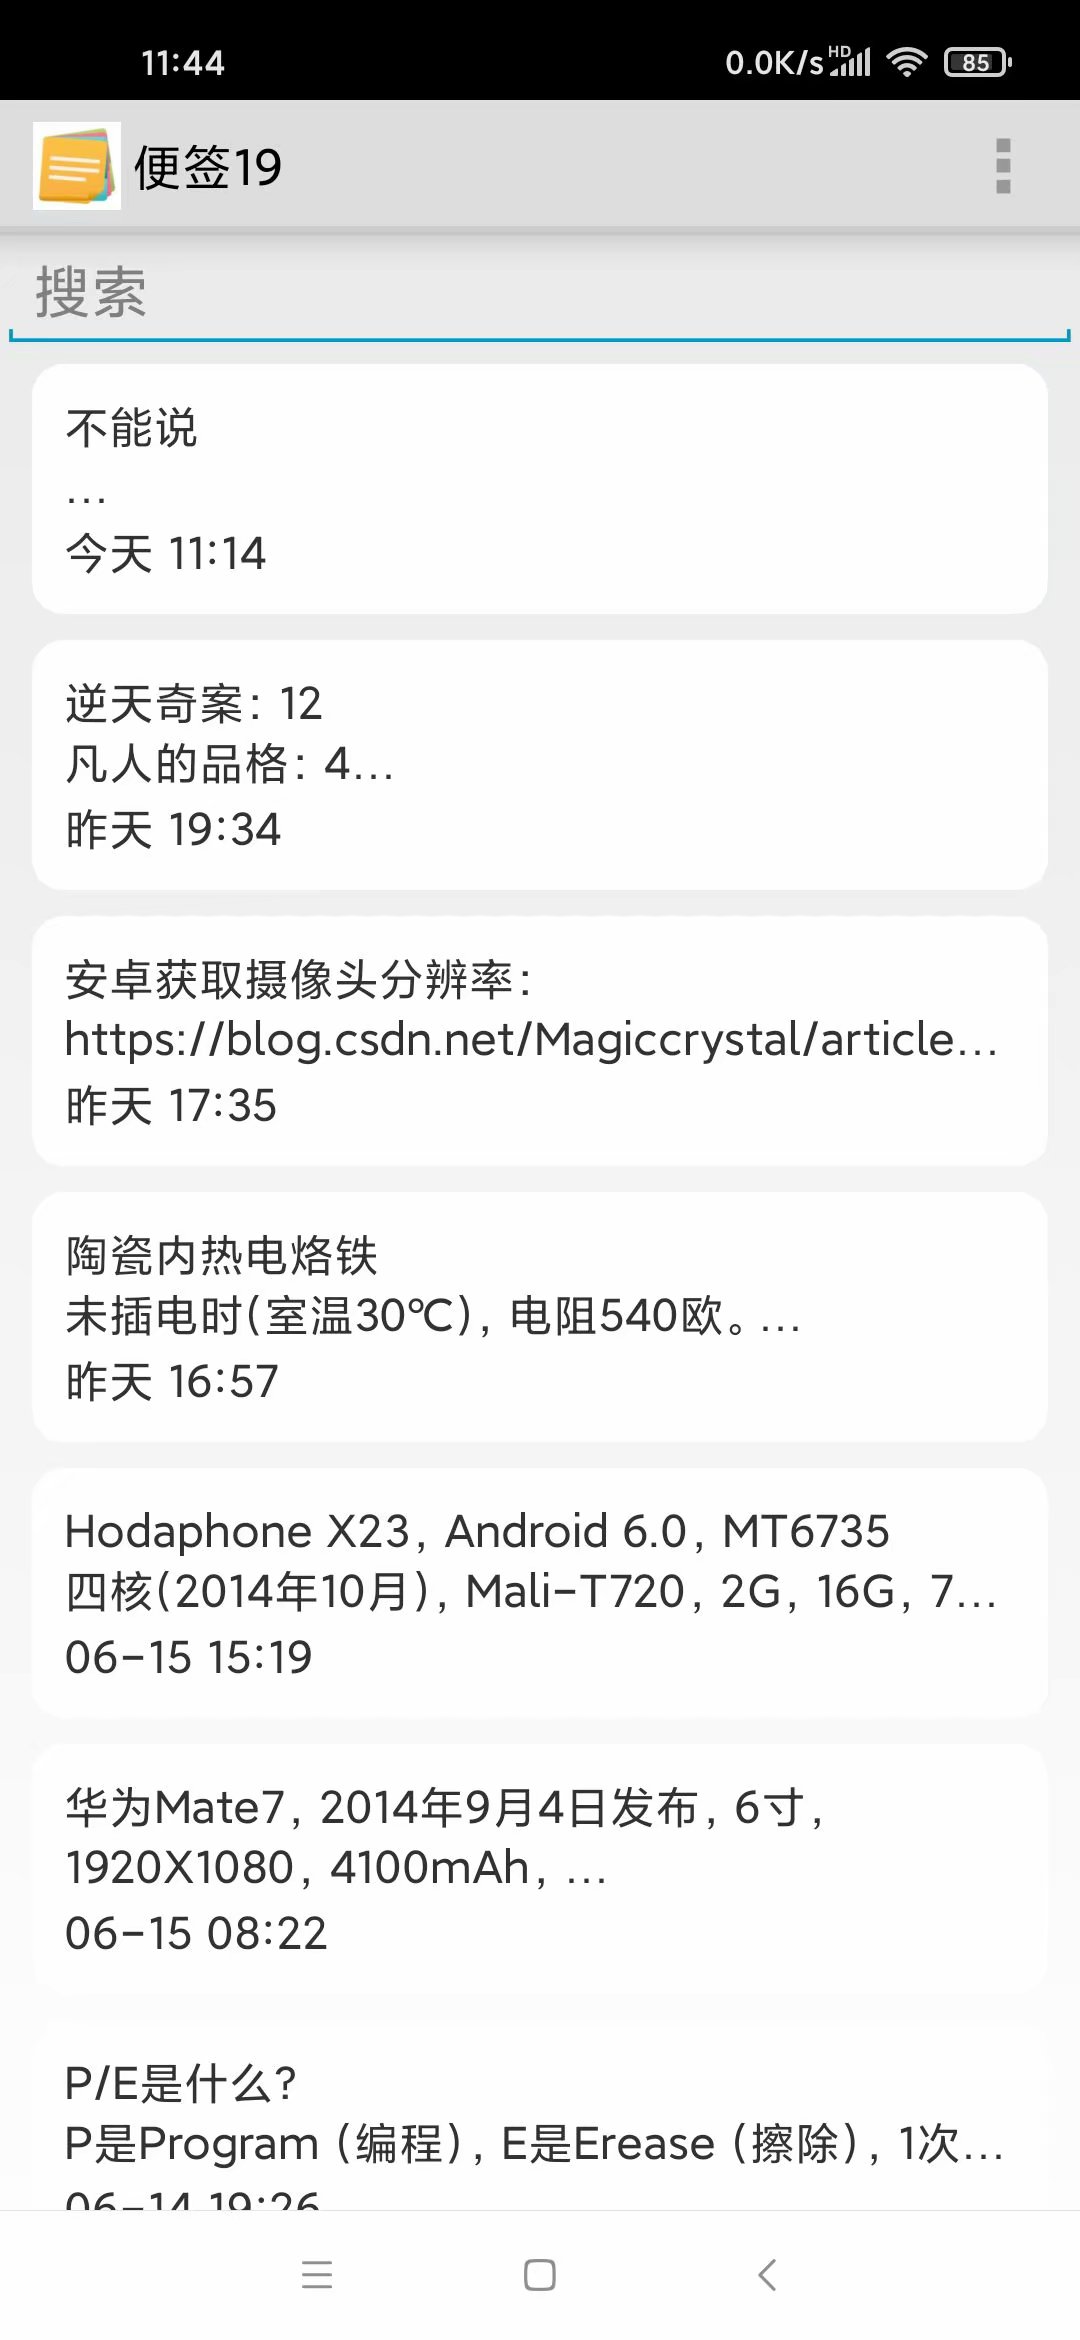 11:44
0.0K/s HD 85
便签19
搜索
不能说
...
今天 11:14
逆天奇案：12
凡人的品格：4...
昨天 19:34
安卓获取摄像头分辨率：
https://blog.csdn.net/Magiccrystal/article...
昨天 17:35
陶瓷内热电烙铁
未插电时(室温30℃)，电阻540欧。...
昨天 16:57
Hodaphone X23，Android 6.0，MT6735
四核(2014年10月)，Mali-T720，2G，16G，7...
06-15 15:19
华为Mate7，2014年9月4日发布，6寸，
1920X1080，4100mAh，...
06-15 08:22
P/E是什么？
P是Program（编程），E是Erease（擦除），1次...
06-14 19:26